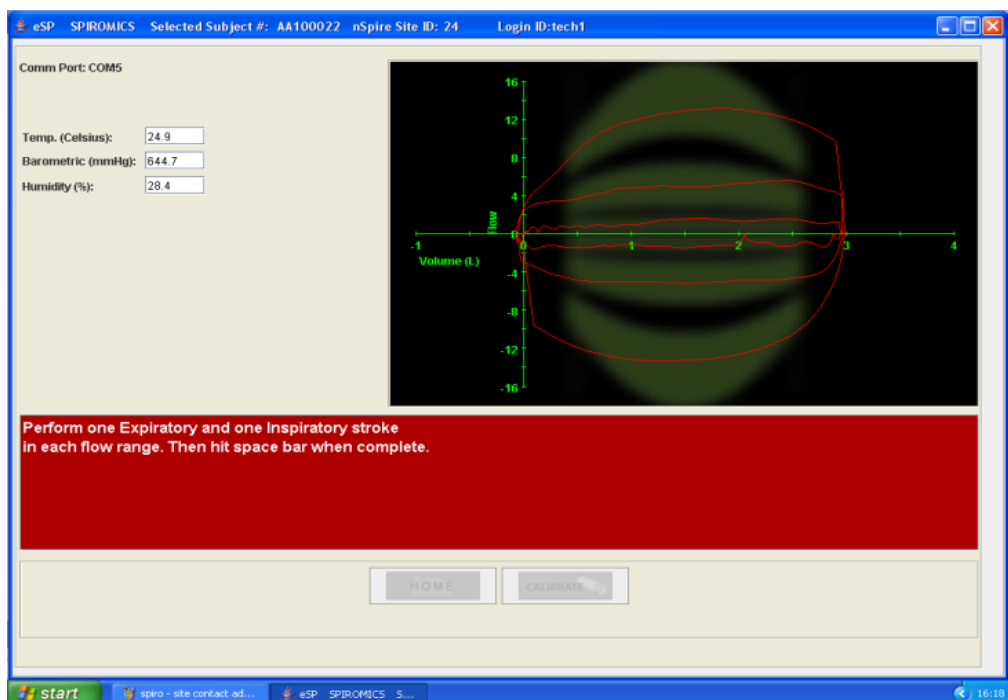 eSP SPIROMICS Selected Subject #: AA100022 nSpire Site ID: 24 Login ID:tech1
Comm Port: COM5
Temp. (Celsius): 24.9
Barometric (mmHg): 644.7
Humidity (%): 28.4
16
12
8
4
0
-4
-8
-12
-16
Flow
-1 0 1 2 3 4
Volume (L)
Perform one Expiratory and one Inspiratory stroke
in each flow range. Then hit space bar when complete.
HOME CALIBRATE
start spiro - site contact ad... eSP SPIROMICS S... 16:18